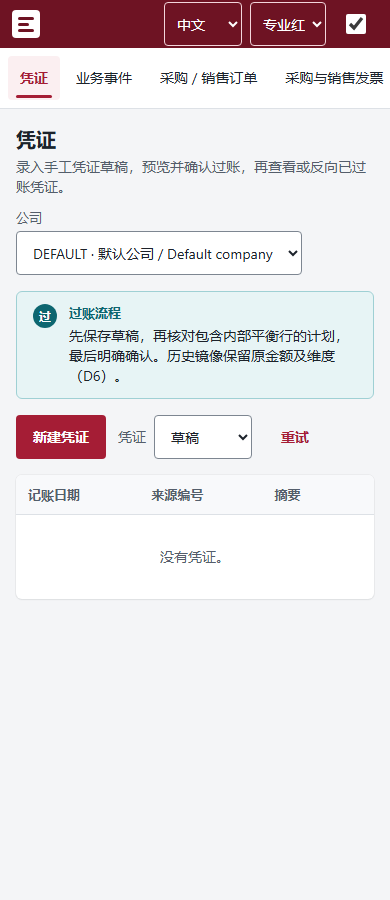 中文 专业红
凭证 业务事件 采购 / 销售订单 采购与销售发票
凭证
录入手工凭证草稿，预览并确认过账，再查看或反向已过
账凭证。
公司
DEFAULT · 默认公司 / Default company
过 过账流程
先保存草稿，再核对包含内部平衡行的计划，
最后明确确认。历史镜像保留原金额及维度
（D6）。
新建凭证 凭证 草稿 重试
记账日期 来源编号 摘要
没有凭证。